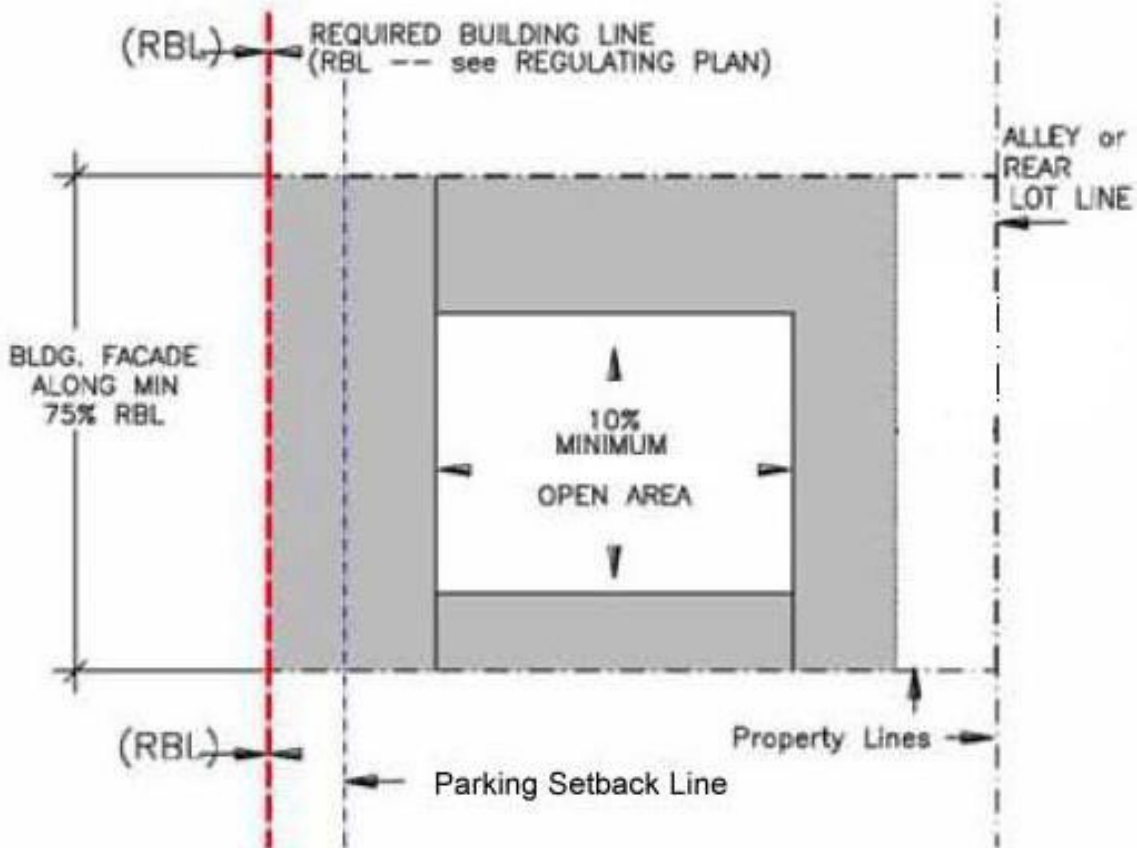 (RBL)
REQUIRED BUILDING LINE
(RBL -- see REGULATING PLAN)
ALLEY or
REAR
LOT LINE
BLDG. FACADE
ALONG MIN
75% RBL
10%
MINIMUM
OPEN AREA
(RBL)
Property Lines
Parking Setback Line